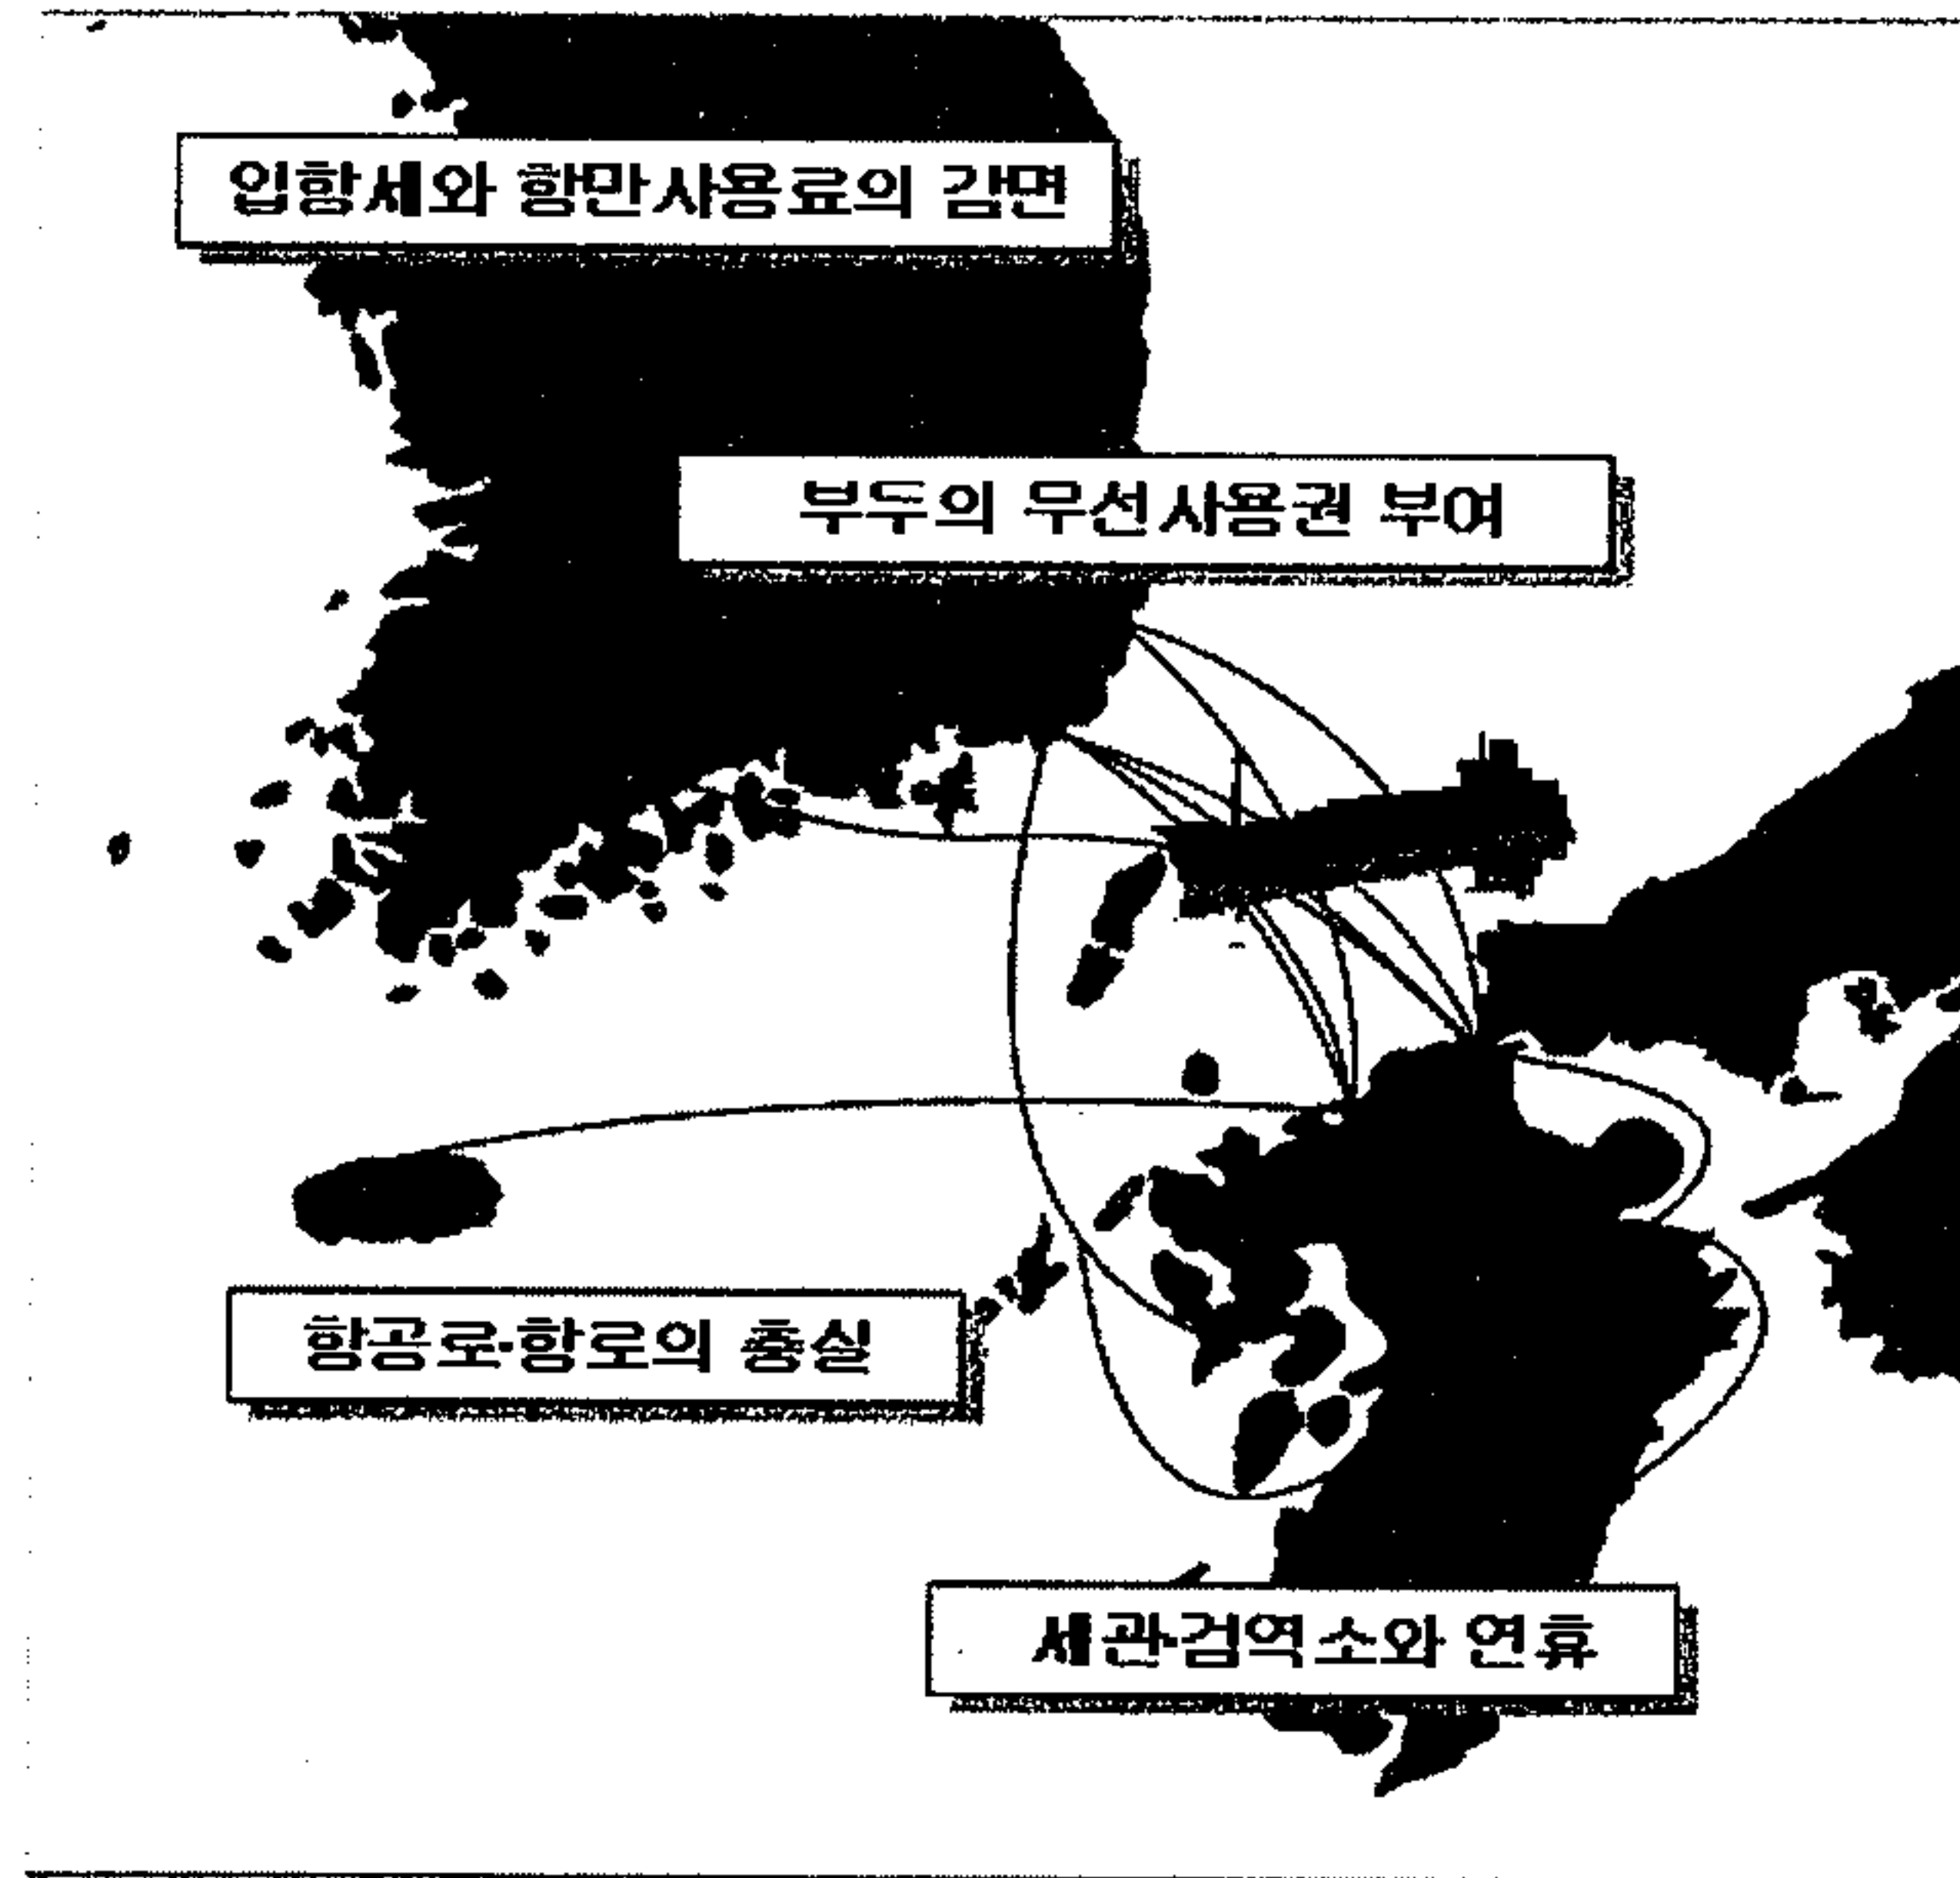 입항세와 항만사용료의 감면
부두의 우선사용권 부여
항공로·항로의 충실
세관·검역소와 연휴